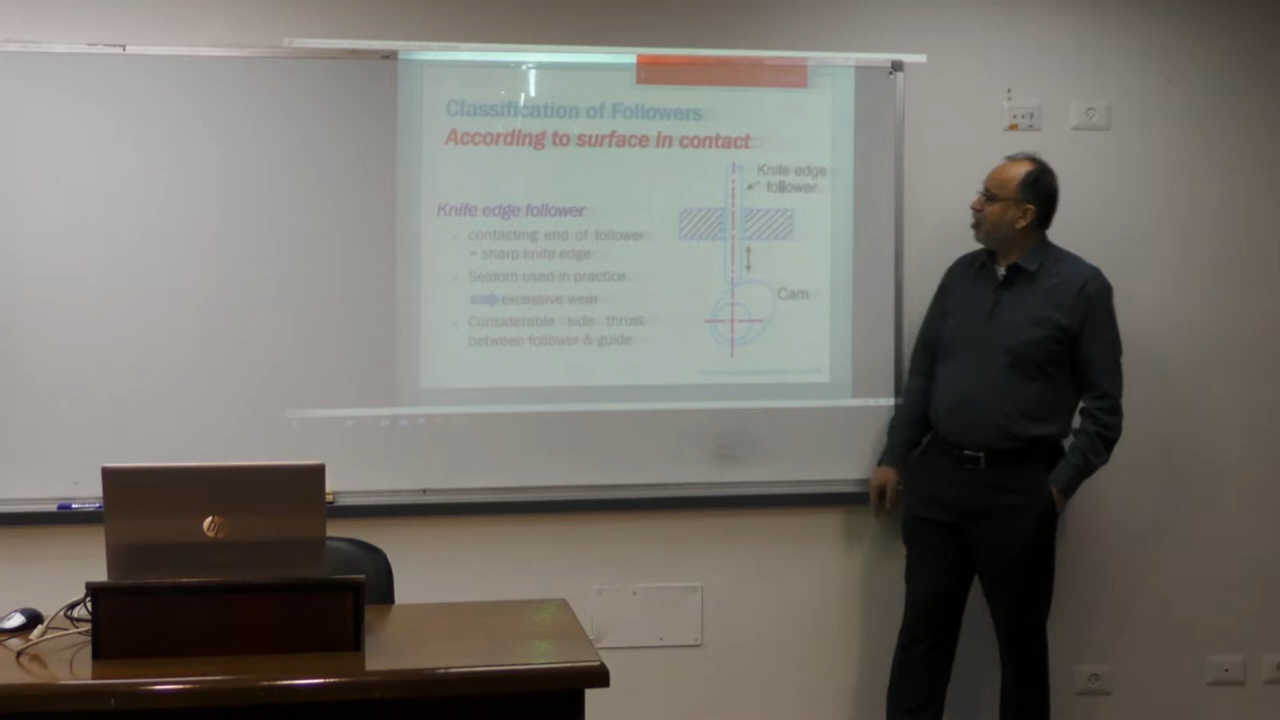 Classification of Followers
According to surface in contact
Knife edge
follower
Knife edge follower
contacting end of follower
= sharp knife edge
Seldom used in practice
excessive wear
Cam
Considerable side thrust
between follower & guide
hp